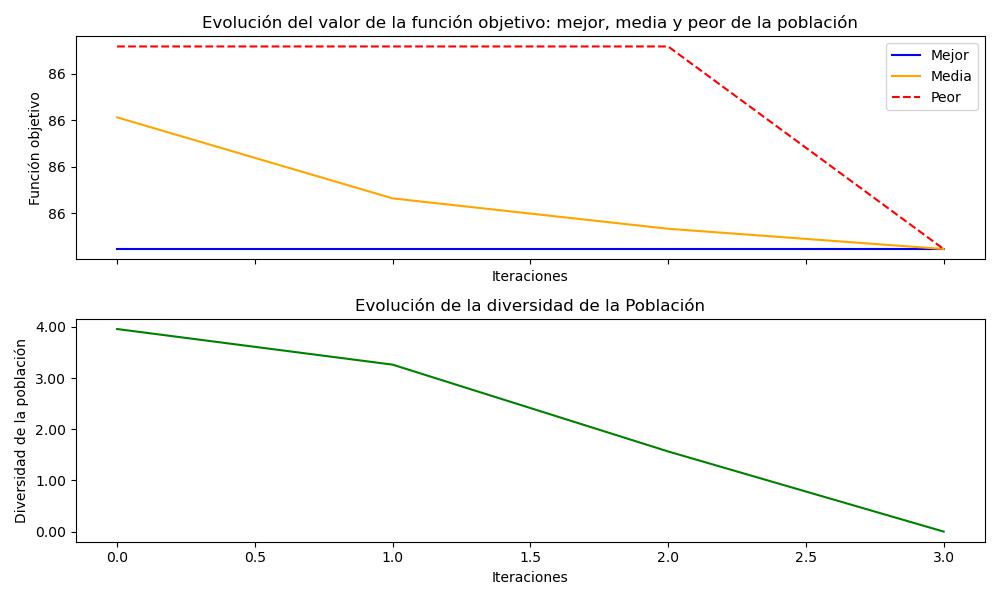 Evolución del valor de la función objetivo: mejor, media y peor de la población
Función objetivo
86
86
86
86
Mejor
Media
Peor
Iteraciones
Evolución de la diversidad de la Población
Diversidad de la población
4.00
3.00
2.00
1.00
0.00
0.0 0.5 1.0 1.5 2.0 2.5 3.0
Iteraciones